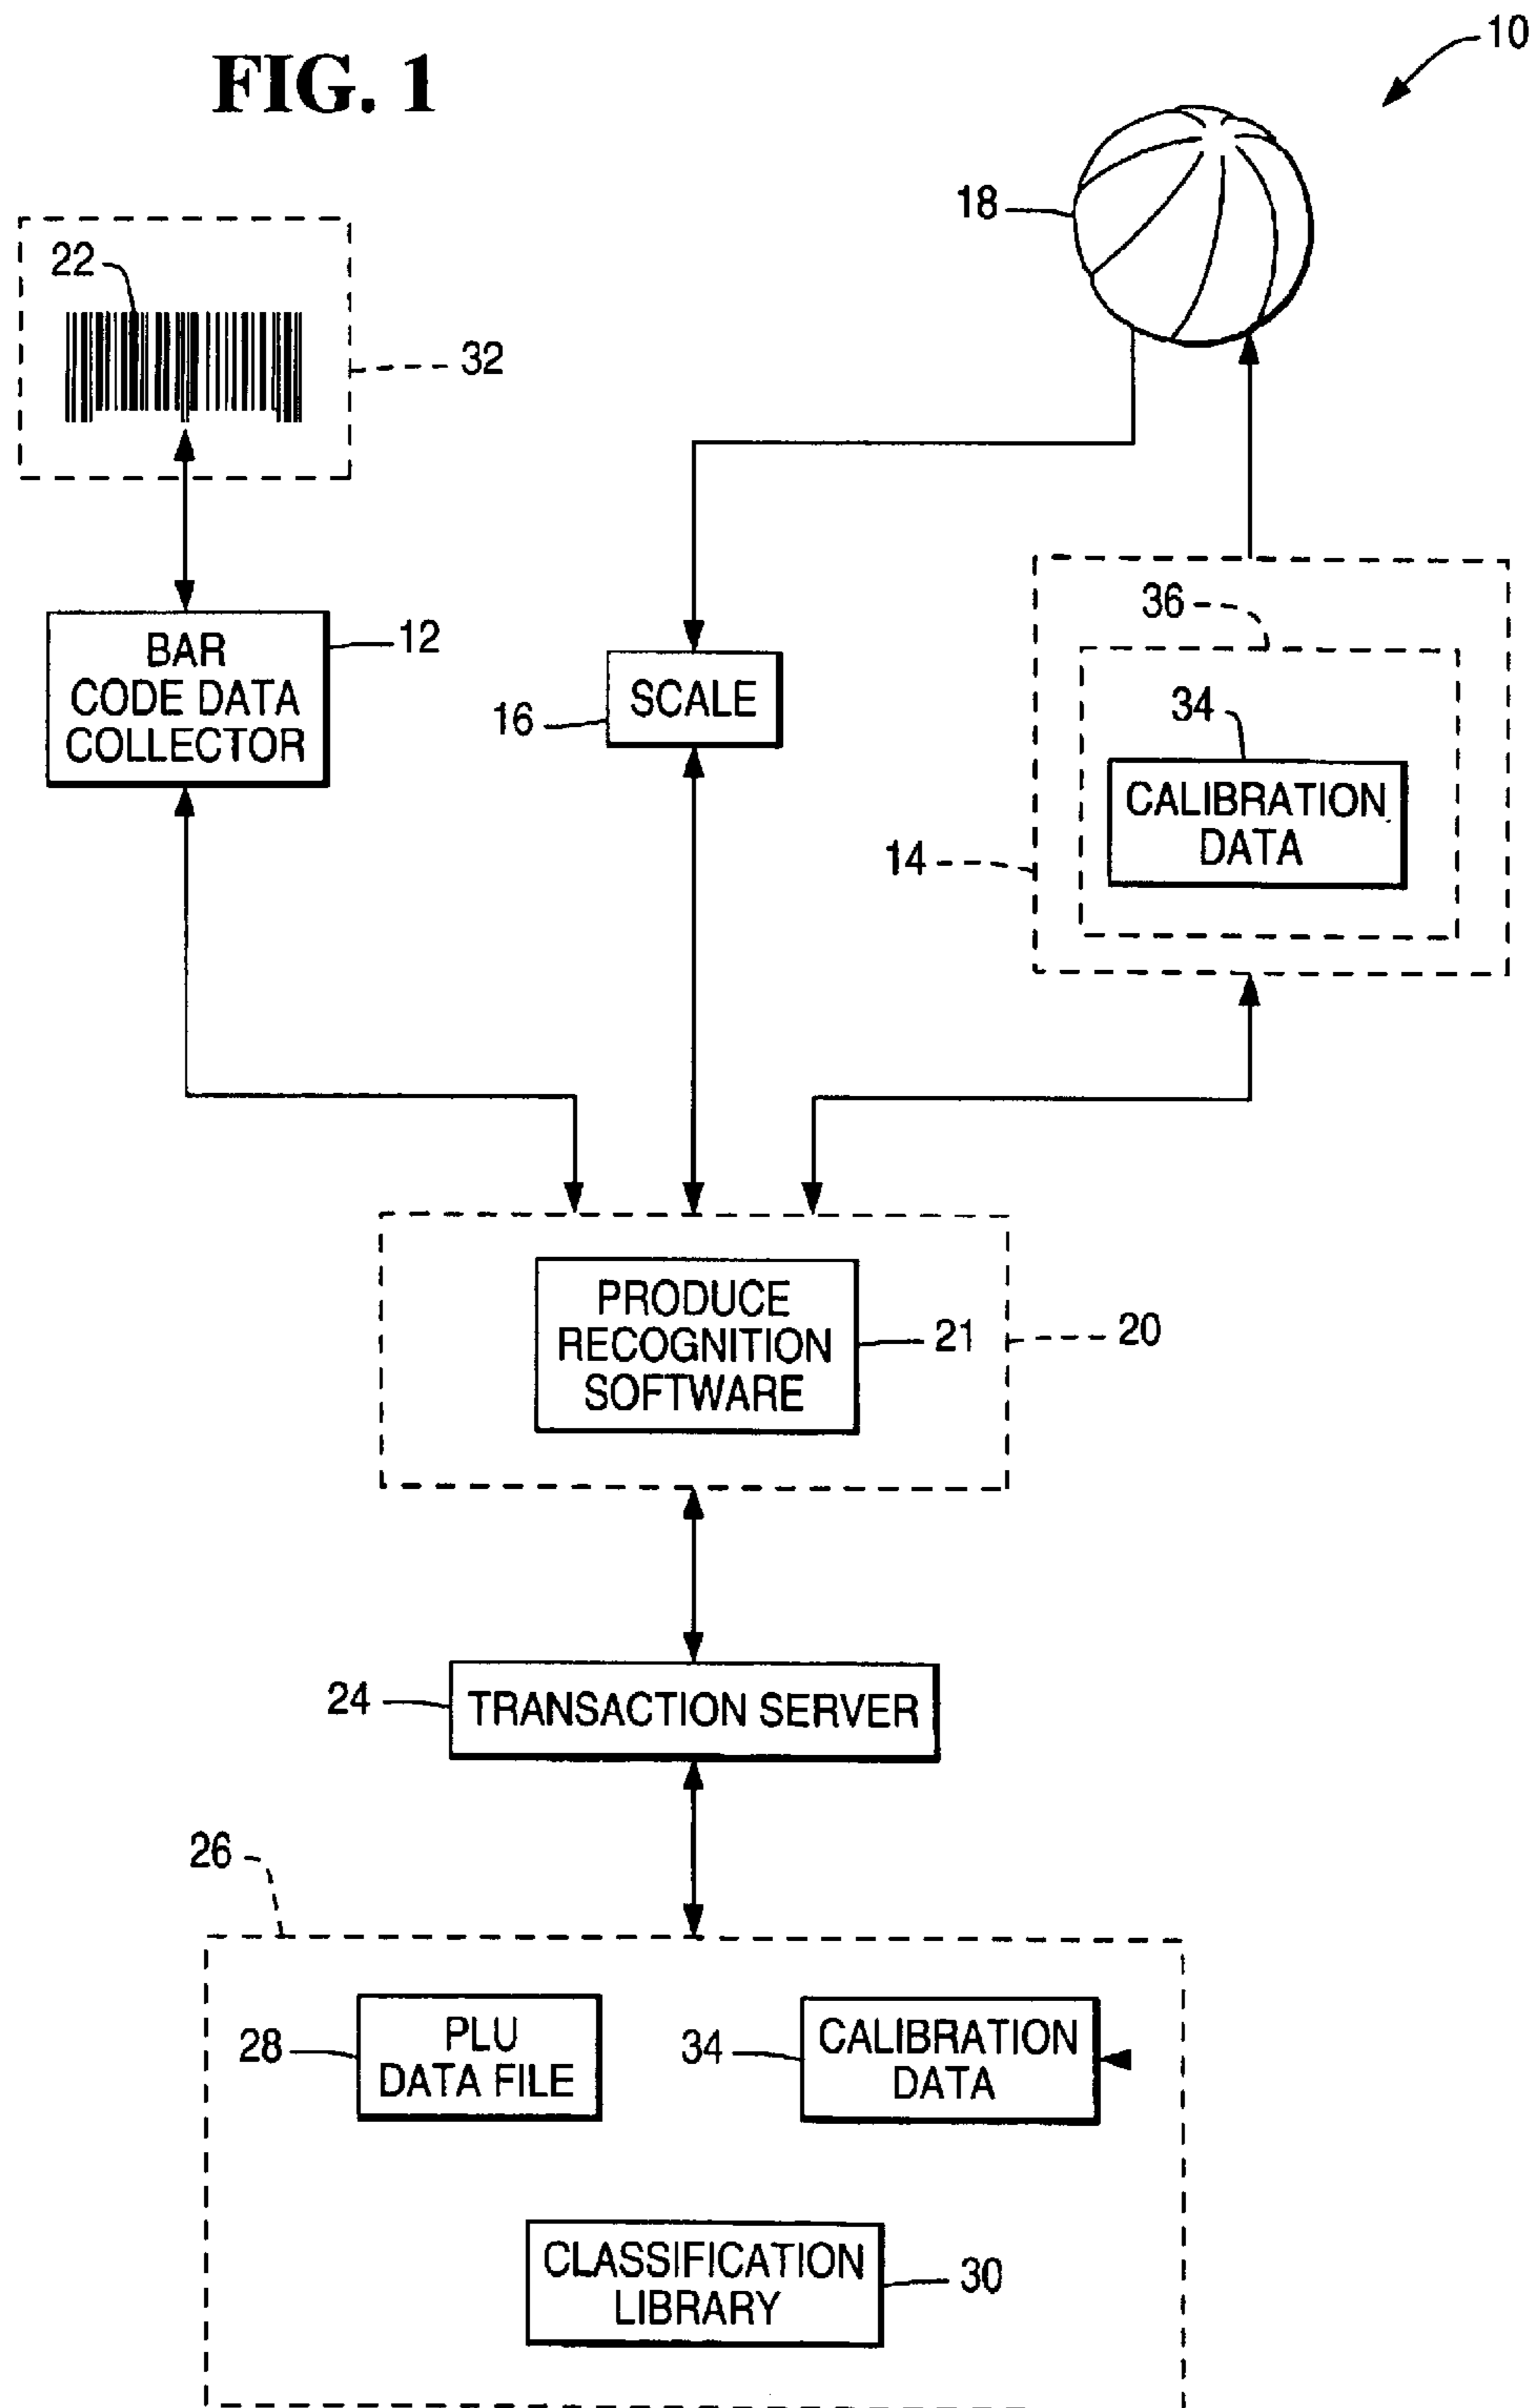 FIG. 1
10
18
22
32
BAR
CODE DATA
COLLECTOR
12
SCALE
16
36
34
CALIBRATION
DATA
14
PRODUCE
RECOGNITION
SOFTWARE
21
20
24
TRANSACTION SERVER
26
28
PLU
DATA FILE
34
CALIBRATION
DATA
CLASSIFICATION
LIBRARY
30